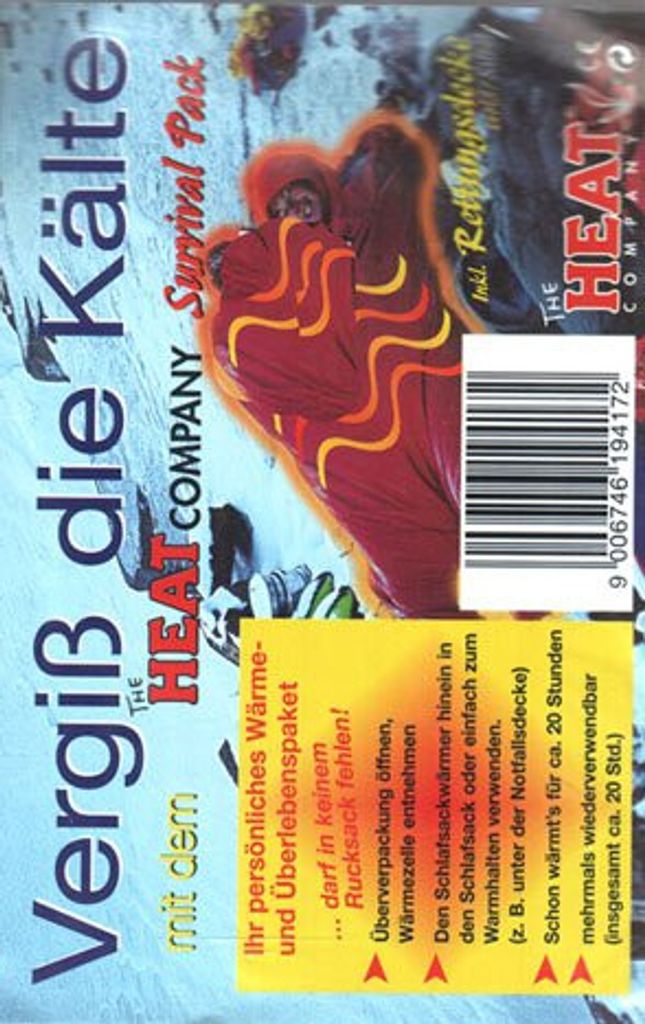 Vergiß die Kälte
mit dem THE HEAT COMPANY Survival Pack
Ihr persönliches Wärme-
und Überlebenspaket
... darf in keinem
Rucksack fehlen!
Überverpackung öffnen,
Wärmezelle entnehmen
Den Schlafsackwärmer hinein in
den Schlafsack oder einfach zum
Warmhalten verwenden.
(z. B. unter der Notfallsdecke)
Schon wärmt's für ca. 20 Stunden
mehrmals wiederverwendbar
(insgesamt ca. 20 Std.)
9 006746 194172
Inkl. Rettungsdecke
THE
HEAT
COMPANY
CE